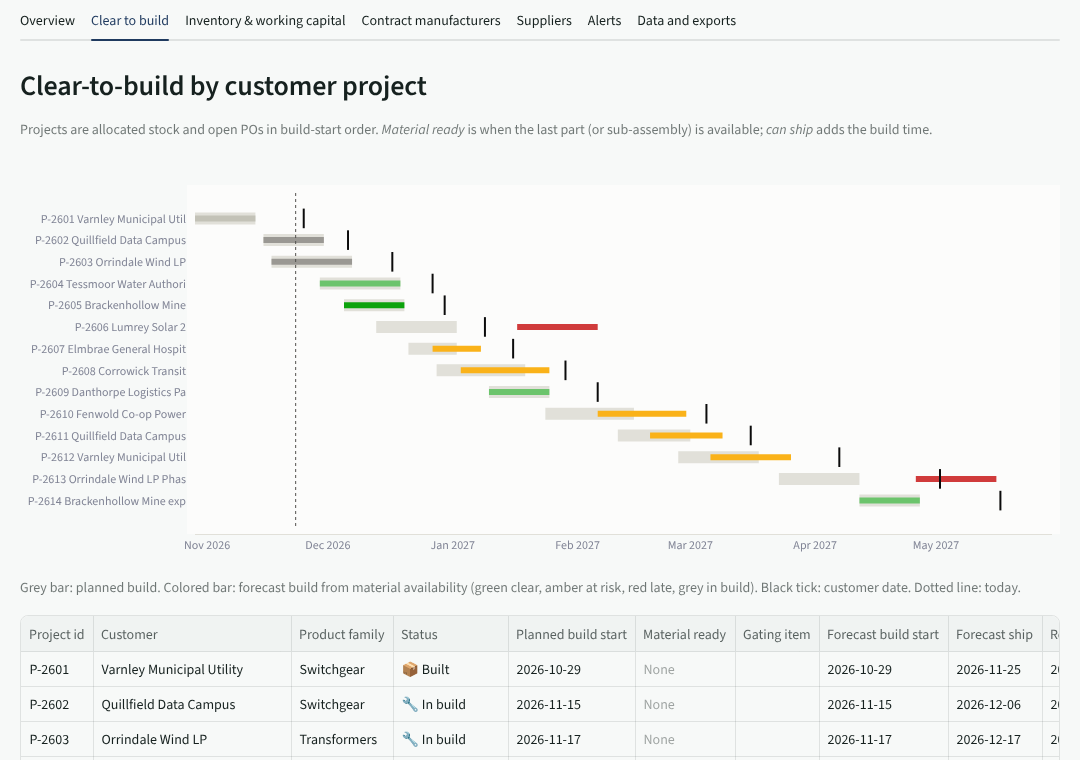 Overview Clear to build Inventory & working capital Contract manufacturers Suppliers Alerts Data and exports
Clear-to-build by customer project
Projects are allocated stock and open POs in build-start order. Material ready is when the last part (or sub-assembly) is available; can ship adds the build time.
P-2601 Varnley Municipal Util
P-2602 Quillfield Data Campus
P-2603 Orrindale Wind LP
P-2604 Tessmoor Water Authori
P-2605 Brackenhollow Mine
P-2606 Lumrey Solar 2
P-2607 Elmbrae General Hospit
P-2608 Corrowick Transit
P-2609 Danthorpe Logistics Pa
P-2610 Fenwold Co-op Power
P-2611 Quillfield Data Campus
P-2612 Varnley Municipal Util
P-2613 Orrindale Wind LP Phas
P-2614 Brackenhollow Mine exp
Nov 2026 Dec 2026 Jan 2027 Feb 2027 Mar 2027 Apr 2027 May 2027
Grey bar: planned build. Colored bar: forecast build from material availability (green clear, amber at risk, red late, grey in build). Black tick: customer date. Dotted line: today.
Project id Customer Product family Status Planned build start Material ready Gating item Forecast build start Forecast ship
P-2601 Varnley Municipal Utility Switchgear 📦 Built 2026-10-29 None 2026-10-29 2026-11-25
P-2602 Quillfield Data Campus Switchgear 🔧 In build 2026-11-15 None 2026-11-15 2026-12-06
P-2603 Orrindale Wind LP Transformers 🔧 In build 2026-11-17 None 2026-11-17 2026-12-17